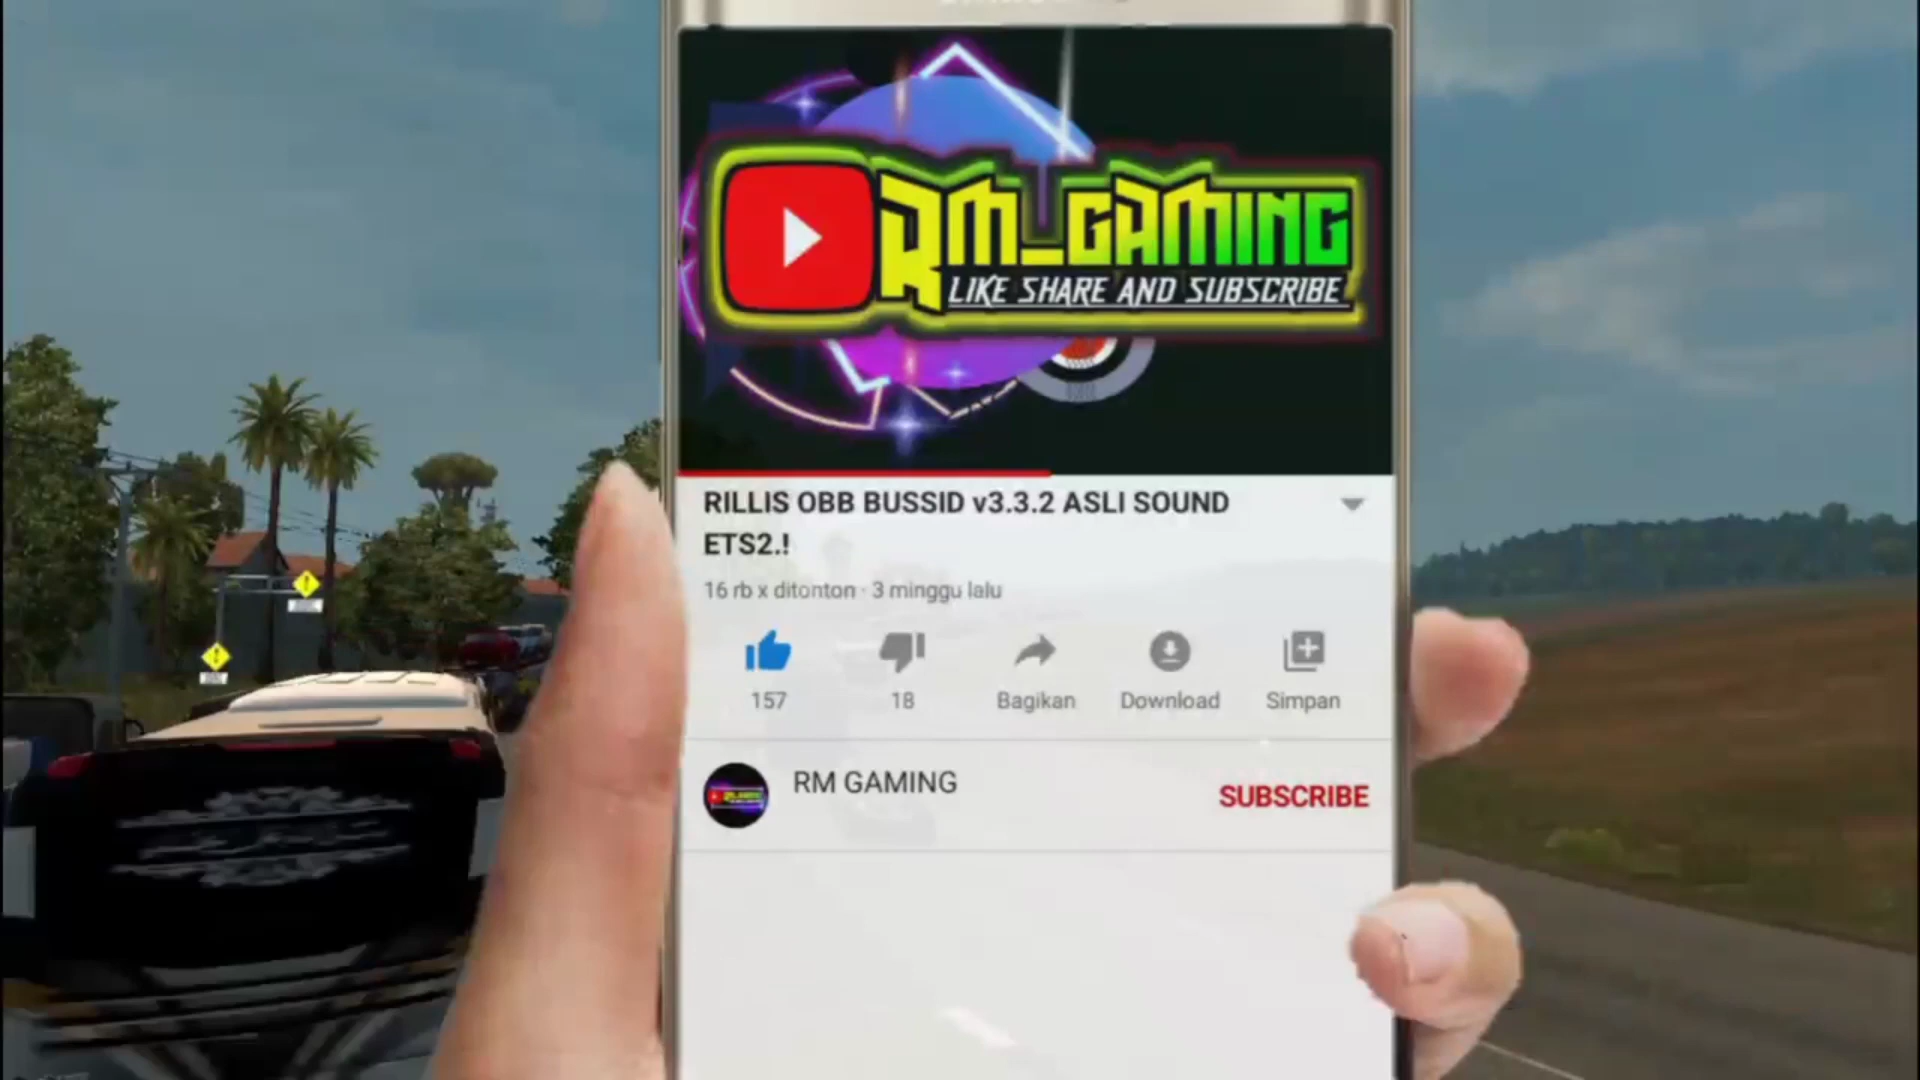 RM_GAMING
LIKE SHARE AND SUBSCRIBE
RILLIS OBB BUSSID v3.3.2 ASLI SOUND
ETS2.!
16 rb x ditonton · 3 minggu lalu
157
18
Bagikan
Download
Simpan
RM GAMING
SUBSCRIBE